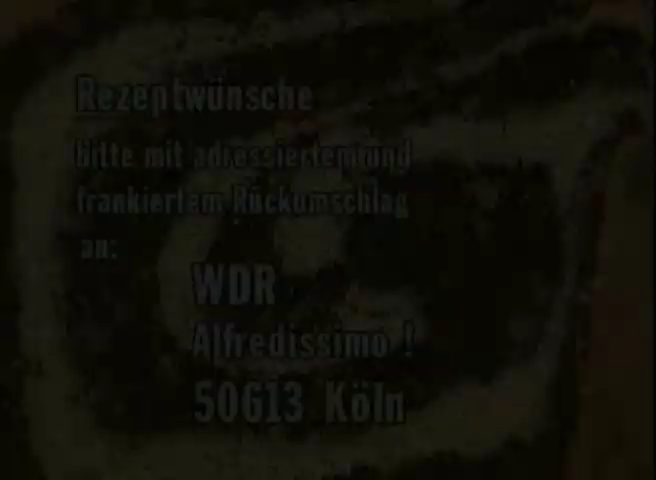 Rezeptwünsche
bitte mit adressiertem und
frankiertem Rückumschlag
an:
WDR
Alfredissimo !
50613 Köln